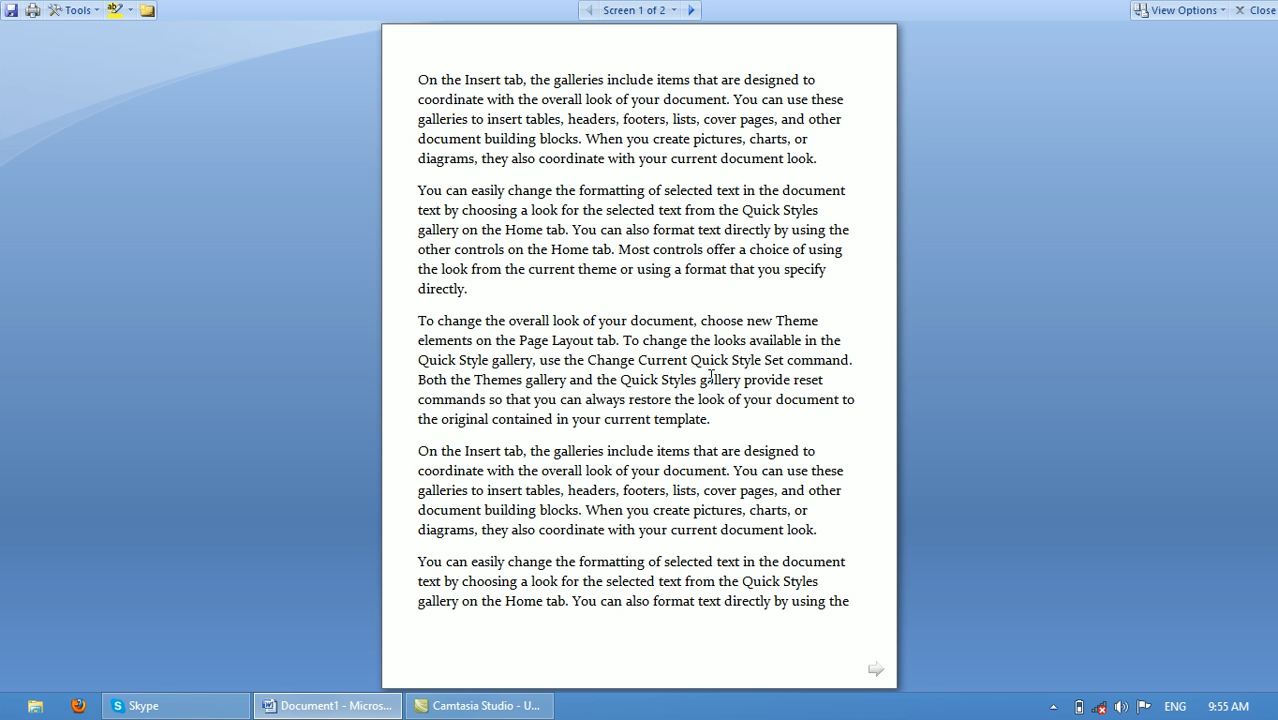 Tools
Screen 1 of 2
View Options
Close
On the Insert tab, the galleries include items that are designed to
coordinate with the overall look of your document. You can use these
galleries to insert tables, headers, footers, lists, cover pages, and other
document building blocks. When you create pictures, charts, or
diagrams, they also coordinate with your current document look.
You can easily change the formatting of selected text in the document
text by choosing a look for the selected text from the Quick Styles
gallery on the Home tab. You can also format text directly by using the
other controls on the Home tab. Most controls offer a choice of using
the look from the current theme or using a format that you specify
directly.
To change the overall look of your document, choose new Theme
elements on the Page Layout tab. To change the looks available in the
Quick Style gallery, use the Change Current Quick Style Set command.
Both the Themes gallery and the Quick Styles gallery provide reset
commands so that you can always restore the look of your document to
the original contained in your current template.
On the Insert tab, the galleries include items that are designed to
coordinate with the overall look of your document. You can use these
galleries to insert tables, headers, footers, lists, cover pages, and other
document building blocks. When you create pictures, charts, or
diagrams, they also coordinate with your current document look.
You can easily change the formatting of selected text in the document
text by choosing a look for the selected text from the Quick Styles
gallery on the Home tab. You can also format text directly by using the
Skype
Document1 - Micros...
Camtasia Studio - U...
ENG
9:55 AM